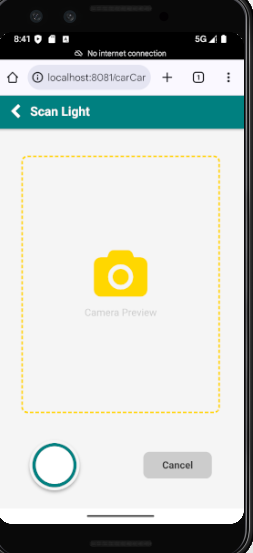 8:41
5G
No internet connection
localhost:8081/carCar
1
Scan Light
Camera Preview
Cancel